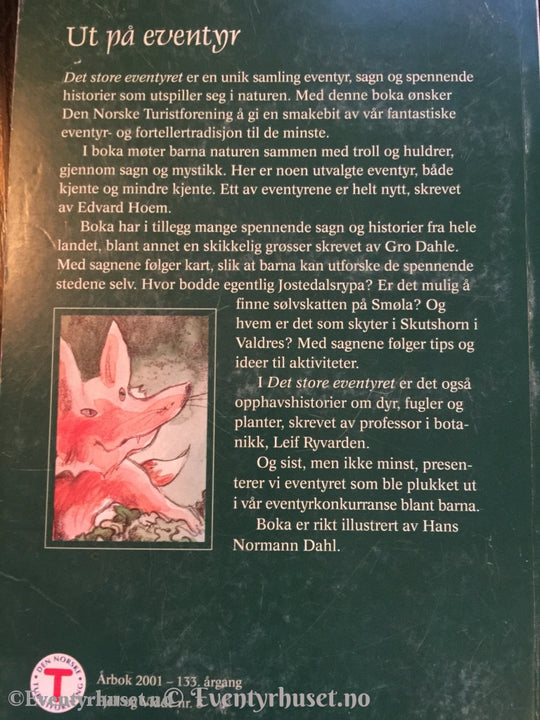 Ut på eventyr
Det store eventyret er en unik samling eventyr, sagn og spennende
historier som utspiller seg i naturen. Med denne boka ønsker
Den Norske Turistforening å gi en smakebit av vår fantastiske
eventyr- og fortellertradisjon til de minste.
I boka møter barna naturen sammen med troll og huldrer,
gjennom sagn og mystikk. Her er noen utvalgte eventyr, både
kjente og mindre kjente. Ett av eventyrene er helt nytt, skrevet
av Edvard Hoem.
Boka har i tillegg mange spennende sagn og historier fra hele
landet, blant annet en skikkelig grøsser skrevet av Gro Dahle.
Med sagnene følger kart, slik at barna kan utforske de spennende
stedene selv. Hvor bodde egentlig Jostedalsrypa? Er det mulig å
finne sølvskatten på Smøla? Og
hvem er det som skyter i Skutshorn i
Valdres? Med sagnene følger tips og
ideer til aktiviteter.
I Det store eventyret er det også
opphavshistorier om dyr, fugler og
planter, skrevet av professor i bota-
nikk, Leif Ryvarden.
Og sist, men ikke minst, presen-
terer vi eventyret som ble plukket ut
i vår eventyrkonkurranse blant barna.
Boka er rikt illustrert av Hans
Normann Dahl.
DEN NORSKE
T
Årbok 2001 – 133. årgang
©Eventyrhuset.no © Eventyrhuset.no